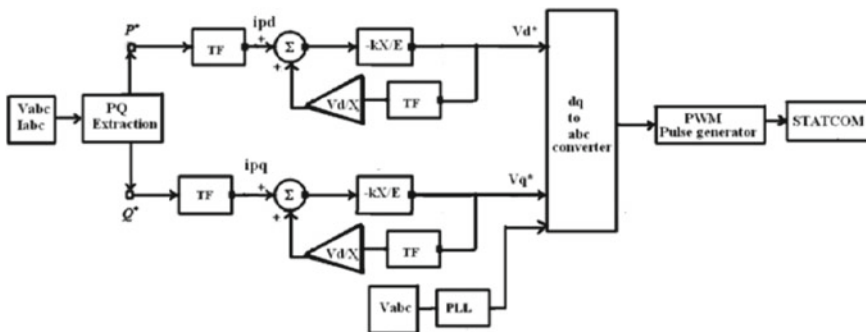 P*
TF
ipd
+
Σ
+
-kX/E
Vd*
Vd/X
TF
Vabc
Iabc
PQ
Extraction
dq
to
abc
converter
PWM
Pulse generator
STATCOM
Q*
TF
ipq
+
Σ
+
-kX/E
Vq*
Vd/X
TF
Vabc
PLL